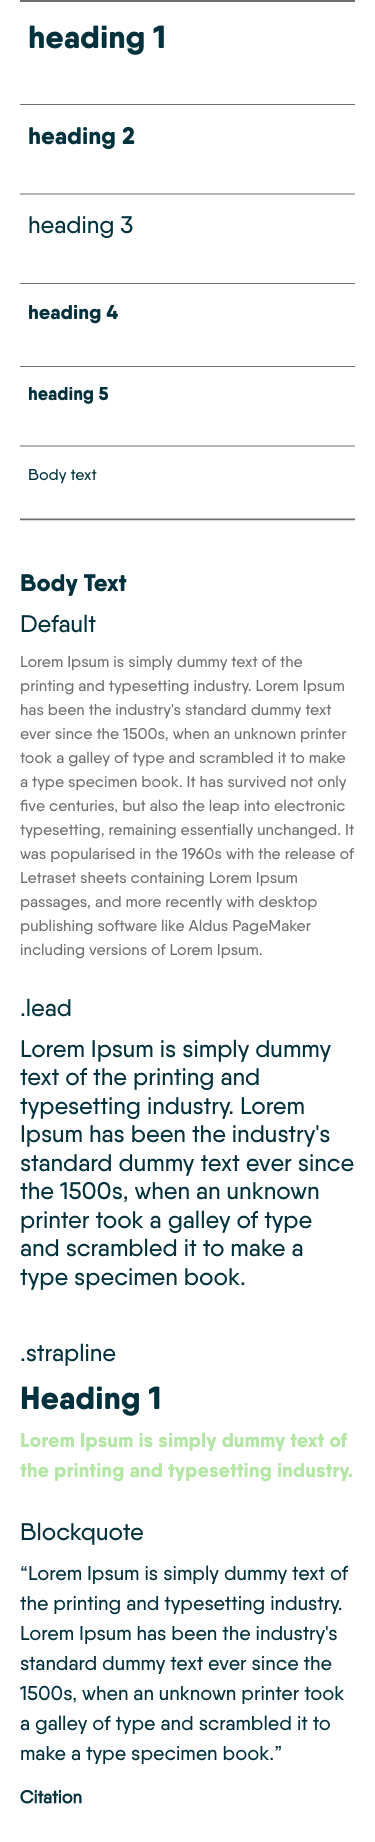 heading 1
heading 2
heading 3
heading 4
heading 5
Body text
Body Text
Default
Lorem Ipsum is simply dummy text of the
printing and typesetting industry. Lorem Ipsum
has been the industry's standard dummy text
ever since the 1500s, when an unknown printer
took a galley of type and scrambled it to make
a type specimen book. It has survived not only
five centuries, but also the leap into electronic
typesetting, remaining essentially unchanged. It
was popularised in the 1960s with the release of
Letraset sheets containing Lorem Ipsum
passages, and more recently with desktop
publishing software like Aldus PageMaker
including versions of Lorem Ipsum.
.lead
Lorem Ipsum is simply dummy
text of the printing and
typesetting industry. Lorem
Ipsum has been the industry's
standard dummy text ever since
the 1500s, when an unknown
printer took a galley of type
and scrambled it to make a
type specimen book.
.strapline
Heading 1
Lorem Ipsum is simply dummy text of
the printing and typesetting industry.
Blockquote
“Lorem Ipsum is simply dummy text of
the printing and typesetting industry.
Lorem Ipsum has been the industry's
standard dummy text ever since the
1500s, when an unknown printer took
a galley of type and scrambled it to
make a type specimen book.”
Citation